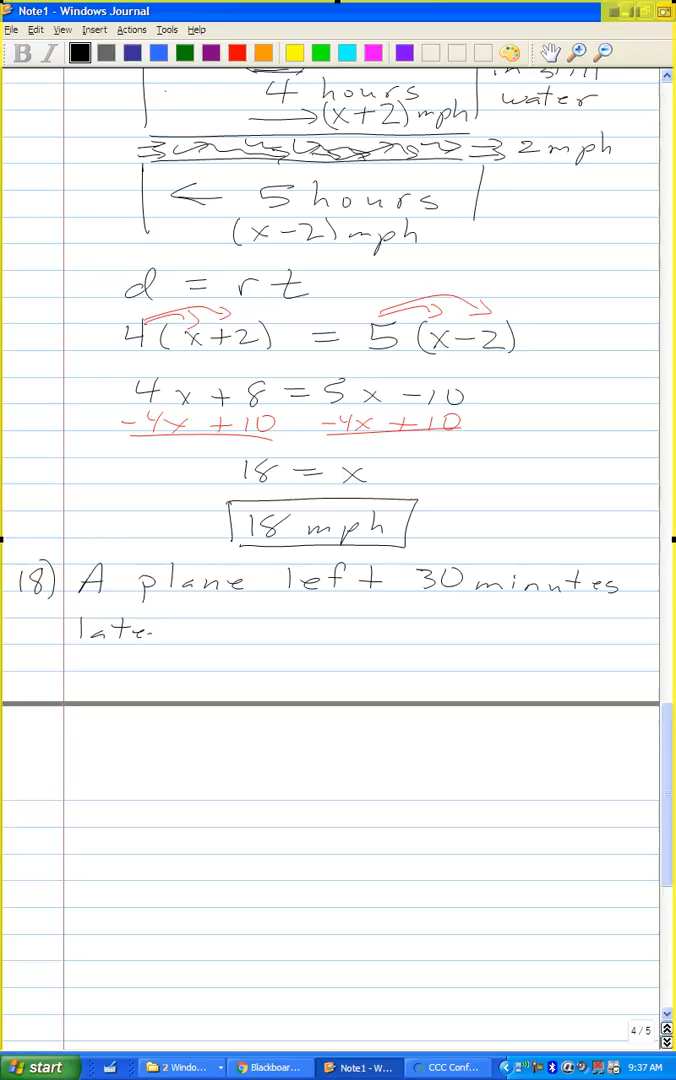 Note1 - Windows Journal
File Edit View Insert Actions Tools Help
B I
4 hours
water
(x+2) mph
2 mph
5 hours
(x-2) mph
d = r t
4(x+2) = 5(x-2)
4x + 8 = 5x - 10
-4x + 10 -4x + 10
18 = x
18 mph
18) A plane left 30 minutes
late
4 / 5
start 2 Windo... Blackboar... Note1 - W... CCC Conf... 9:37 AM